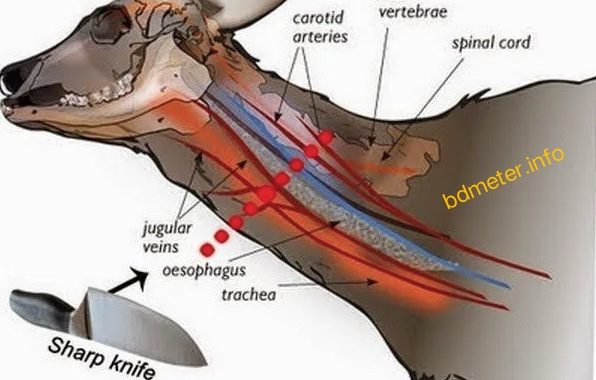 carotid
arteries
vertebrae
spinal cord
bdmeter.info
jugular
veins
oesophagus
trachea
Sharp knife